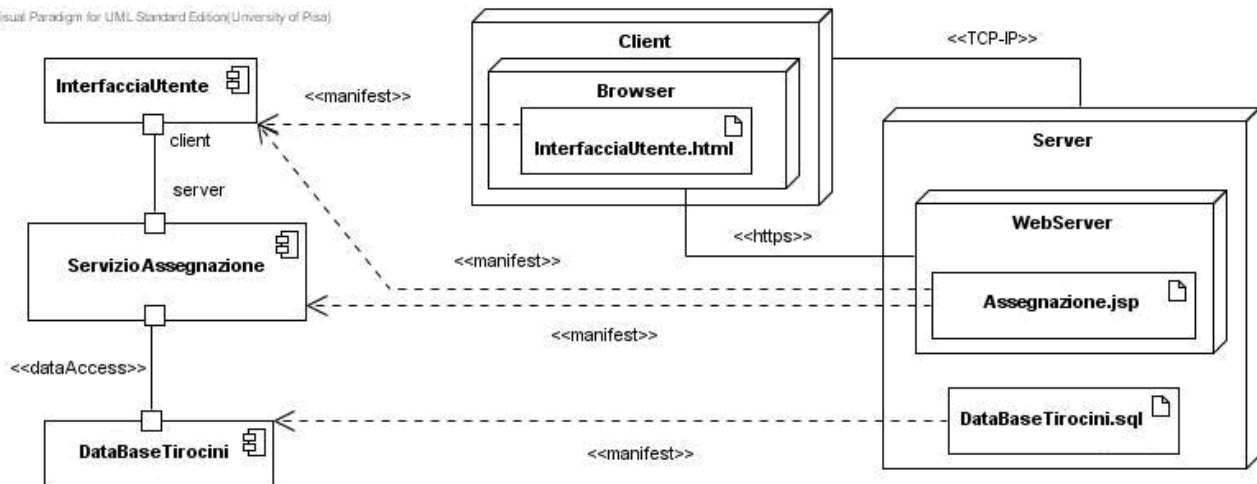 isual Paradigm for UML Standard Edition(University of Pisa)
Client
<<TCP-IP>>
InterfacciaUtente
Browser
<<manifest>>
InterfacciaUtente.html
client
Server
server
WebServer
<<https>>
ServizioAssegnazione
<<manifest>>
Assegnazione.jsp
<<manifest>>
<<dataAccess>>
DataBaseTirocini.sql
DataBaseTirocini
<<manifest>>